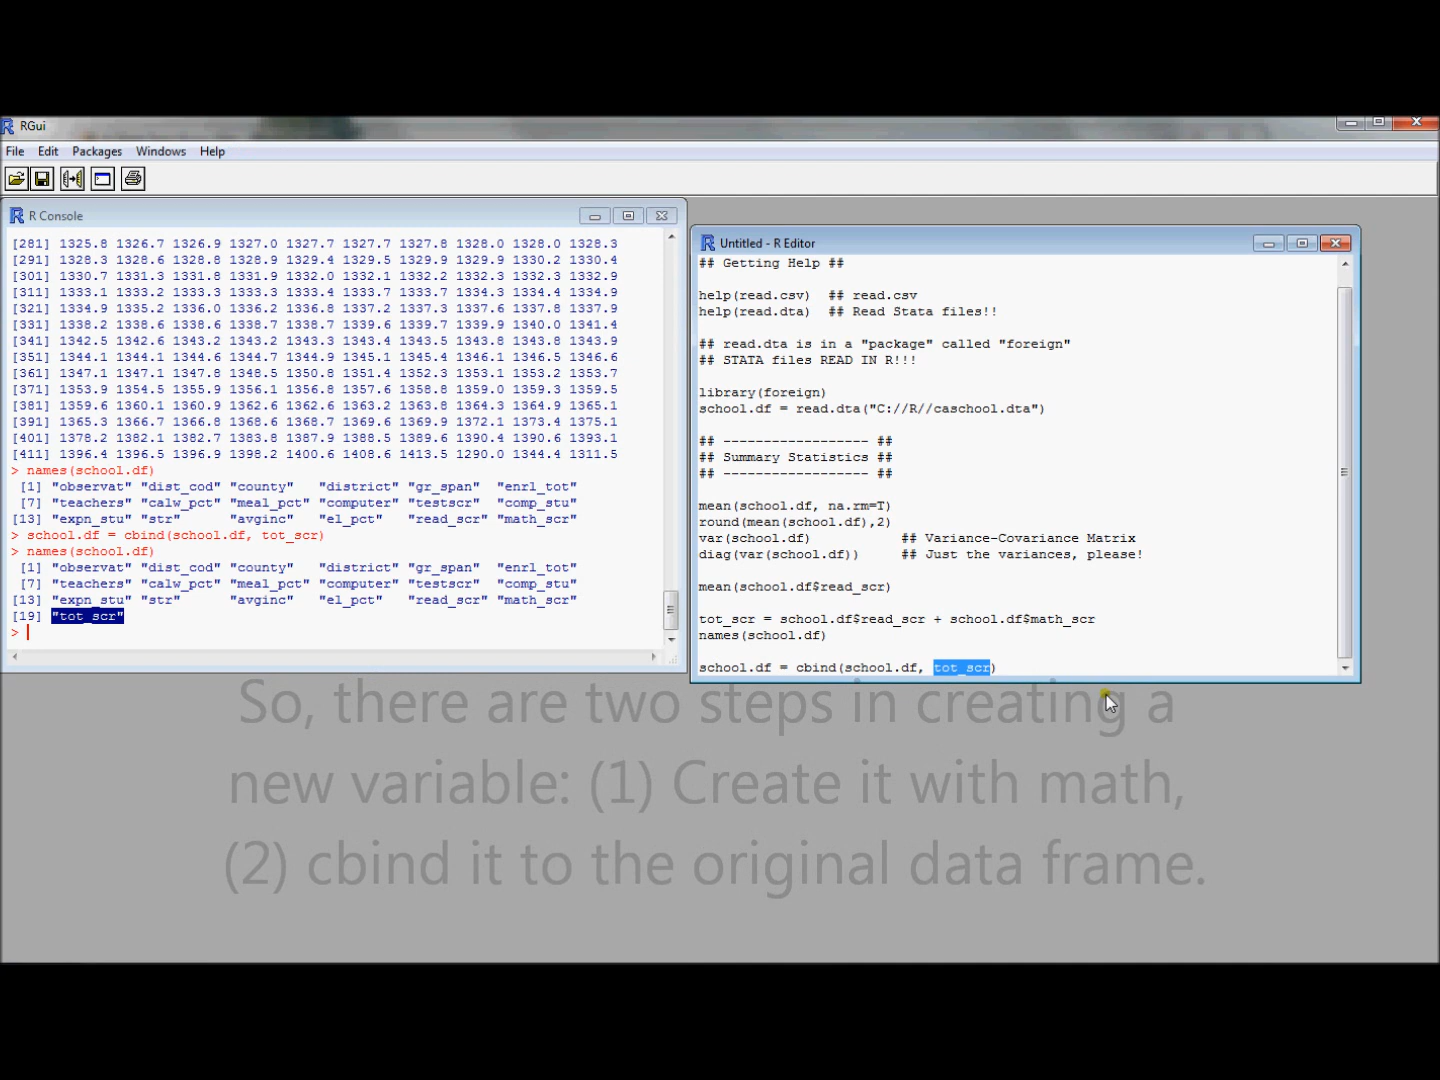 RGui
File Edit Packages Windows Help
R Console
[281] 1325.8 1326.7 1326.9 1327.0 1327.7 1327.7 1327.8 1328.0 1328.0 1328.3
[291] 1328.3 1328.6 1328.8 1328.9 1329.4 1329.5 1329.9 1329.9 1330.2 1330.4
[301] 1330.7 1331.3 1331.8 1331.9 1332.0 1332.1 1332.2 1332.3 1332.3 1332.9
[311] 1333.1 1333.2 1333.3 1333.3 1333.4 1333.7 1333.7 1334.3 1334.4 1334.9
[321] 1334.9 1335.2 1336.0 1336.2 1336.8 1337.2 1337.3 1337.6 1337.8 1337.9
[331] 1338.2 1338.6 1338.6 1338.7 1338.7 1339.6 1339.7 1339.9 1340.0 1341.4
[341] 1342.5 1342.6 1343.2 1343.2 1343.3 1343.4 1343.5 1343.8 1343.8 1343.9
[351] 1344.1 1344.1 1344.6 1344.7 1344.9 1345.1 1345.4 1346.1 1346.5 1346.6
[361] 1347.1 1347.1 1347.8 1348.5 1350.8 1351.4 1352.3 1353.1 1353.2 1353.7
[371] 1353.9 1354.5 1355.9 1356.1 1356.8 1357.6 1358.8 1359.0 1359.3 1359.5
[381] 1359.6 1360.1 1360.9 1362.6 1362.6 1363.2 1363.8 1364.3 1364.9 1365.1
[391] 1365.3 1366.7 1366.8 1368.6 1368.7 1369.6 1369.9 1372.1 1373.4 1375.1
[401] 1378.2 1382.1 1382.7 1383.8 1387.9 1388.5 1389.6 1390.4 1390.6 1393.1
[411] 1396.4 1396.5 1396.9 1398.2 1400.6 1408.6 1413.5 1290.0 1344.4 1311.5
> names(school.df)
[1] "observat" "dist_cod" "county" "district" "gr_span" "enrl_tot"
[7] "teachers" "calw_pct" "meal_pct" "computer" "testscr" "comp_stu"
[13] "expn_stu" "str" "avginc" "el_pct" "read_scr" "math_scr"
> school.df = cbind(school.df, tot_scr)
> names(school.df)
[1] "observat" "dist_cod" "county" "district" "gr_span" "enrl_tot"
[7] "teachers" "calw_pct" "meal_pct" "computer" "testscr" "comp_stu"
[13] "expn_stu" "str" "avginc" "el_pct" "read_scr" "math_scr"
[19] "tot_scr"
>
Untitled - R Editor
## Getting Help ##
help(read.csv) ## read.csv
help(read.dta) ## Read Stata files!!
## read.dta is in a "package" called "foreign"
## STATA files READ IN R!!!
library(foreign)
school.df = read.dta("C://R//caschool.dta")
## ------------------ ##
## Summary Statistics ##
## ------------------ ##
mean(school.df, na.rm=T)
round(mean(school.df),2)
var(school.df) ## Variance-Covariance Matrix
diag(var(school.df)) ## Just the variances, please!
mean(school.df$read_scr)
tot_scr = school.df$read_scr + school.df$math_scr
names(school.df)
school.df = cbind(school.df, tot_scr)
So, there are two steps in creating a
new variable: (1) Create it with math,
(2) cbind it to the original data frame.